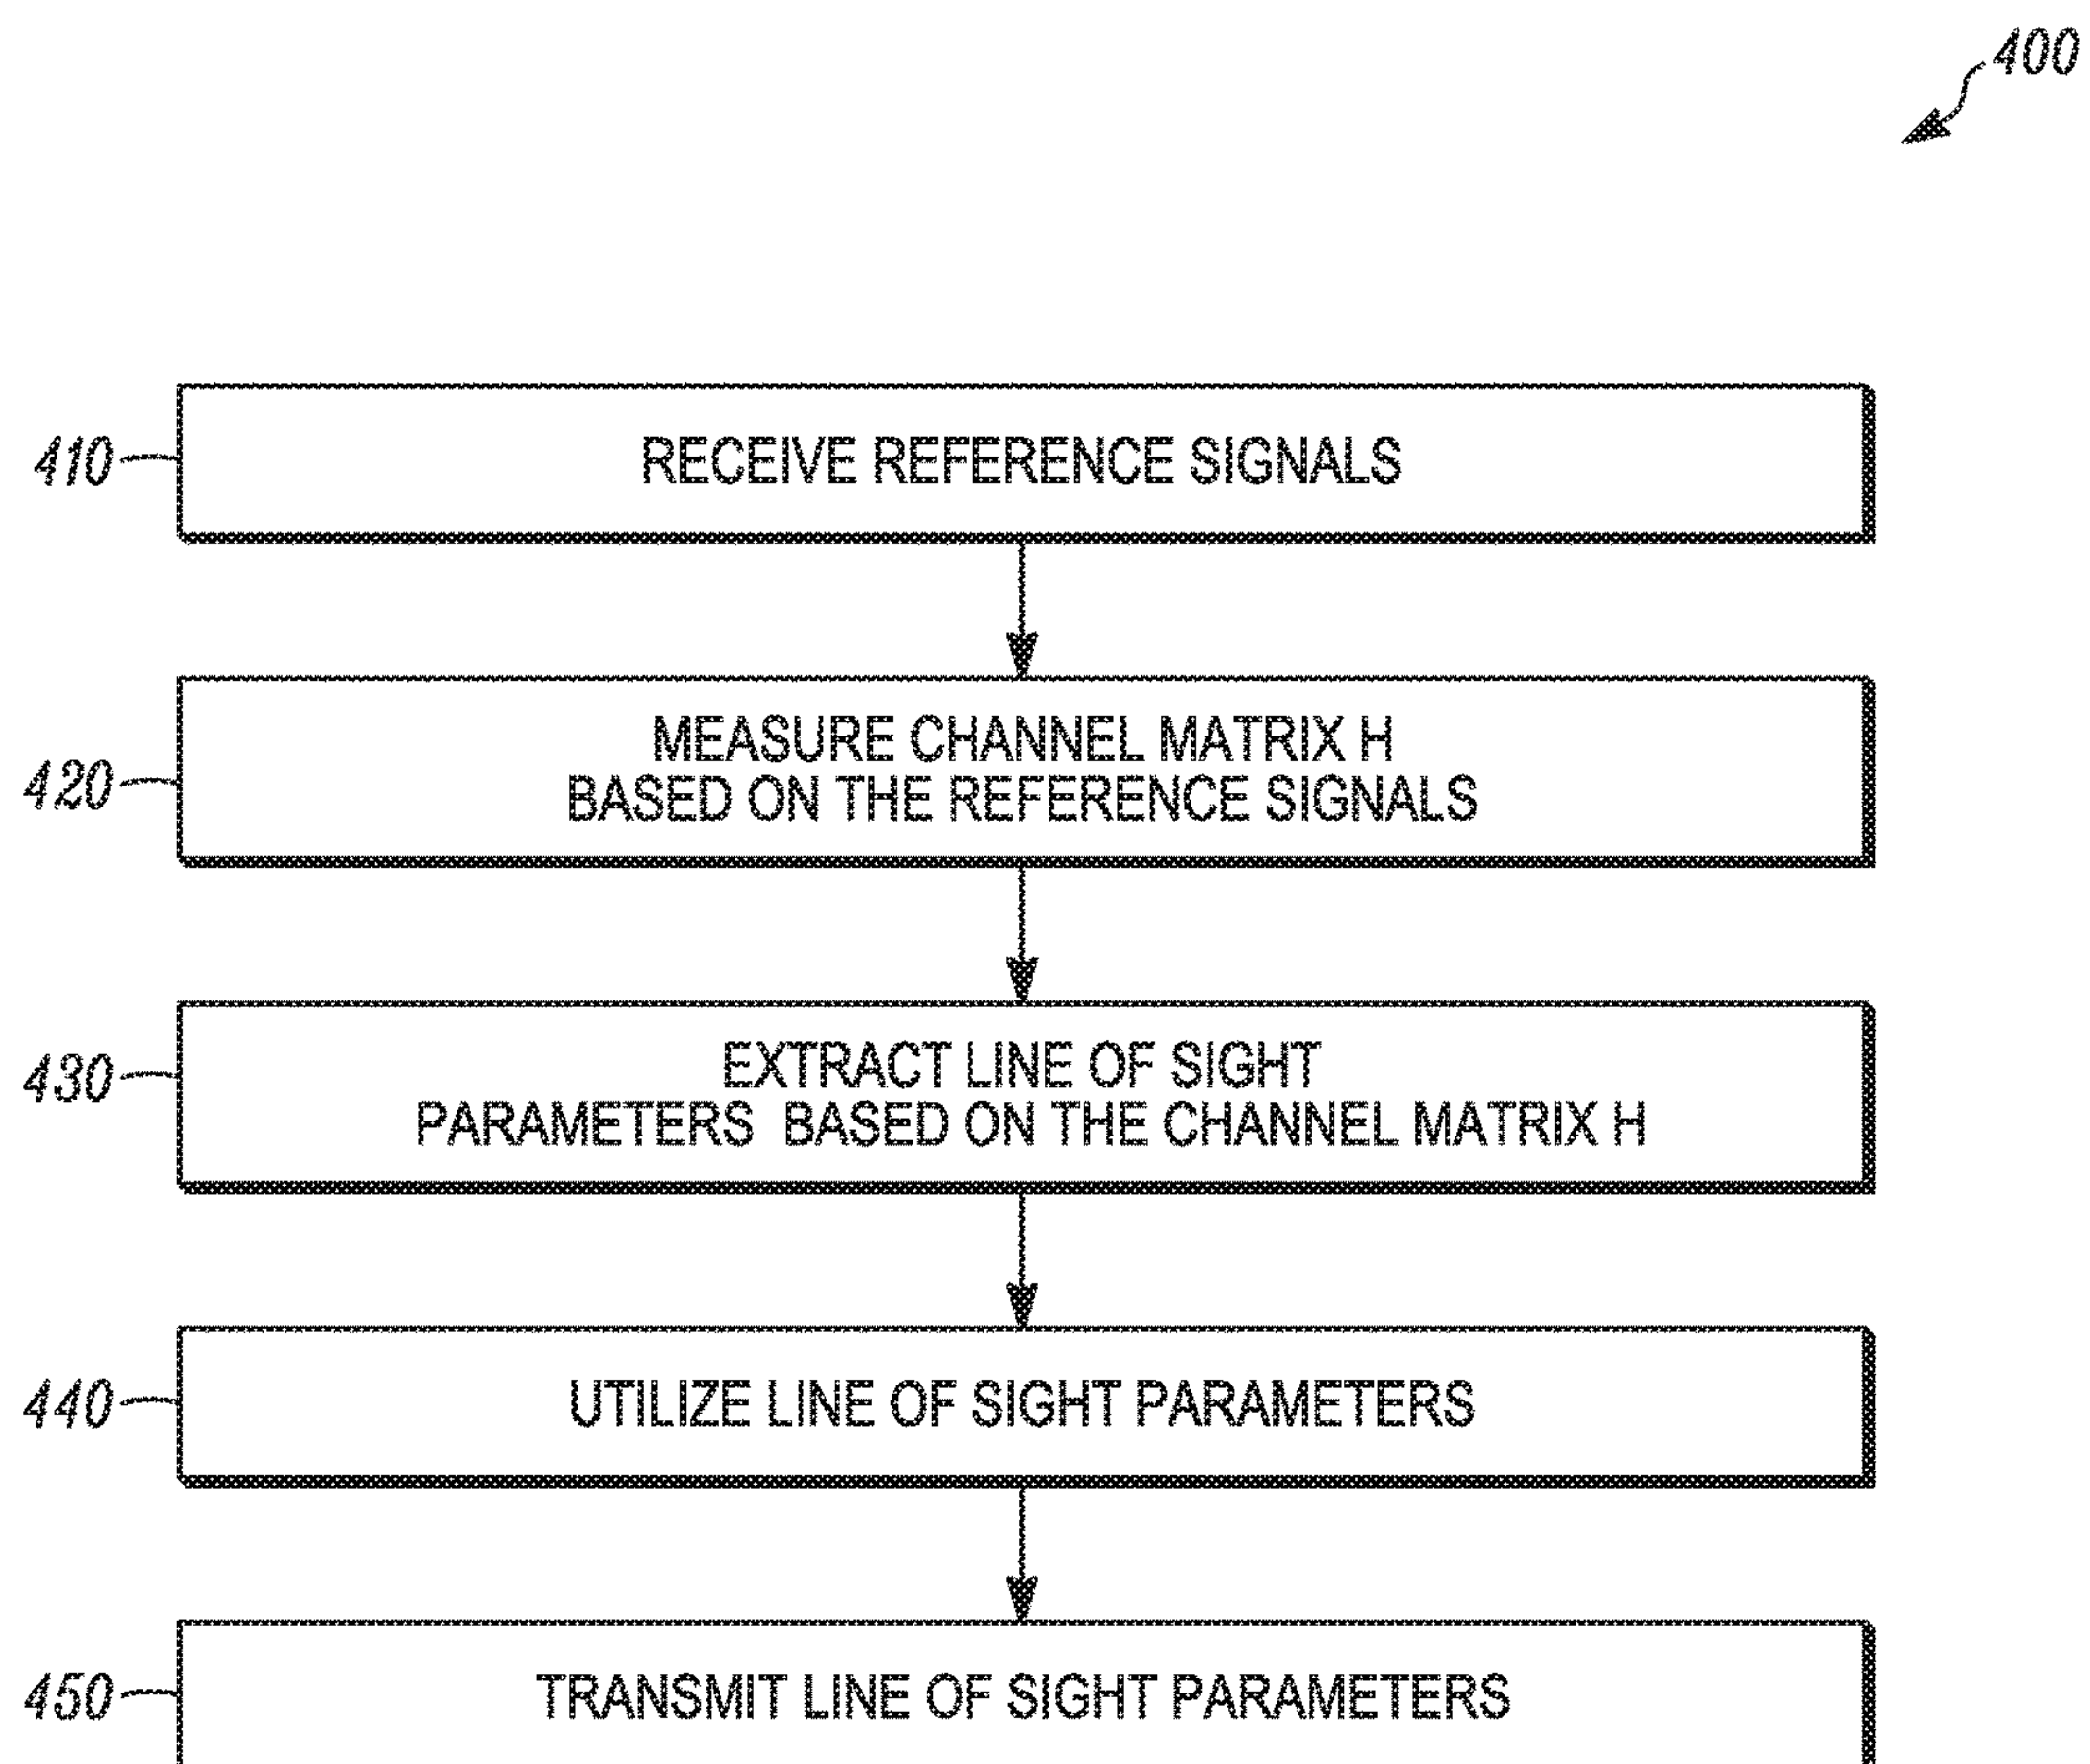 400
410
RECEIVE REFERENCE SIGNALS
420
MEASURE CHANNEL MATRIX H
BASED ON THE REFERENCE SIGNALS
430
EXTRACT LINE OF SIGHT
PARAMETERS BASED ON THE CHANNEL MATRIX H
440
UTILIZE LINE OF SIGHT PARAMETERS
450
TRANSMIT LINE OF SIGHT PARAMETERS